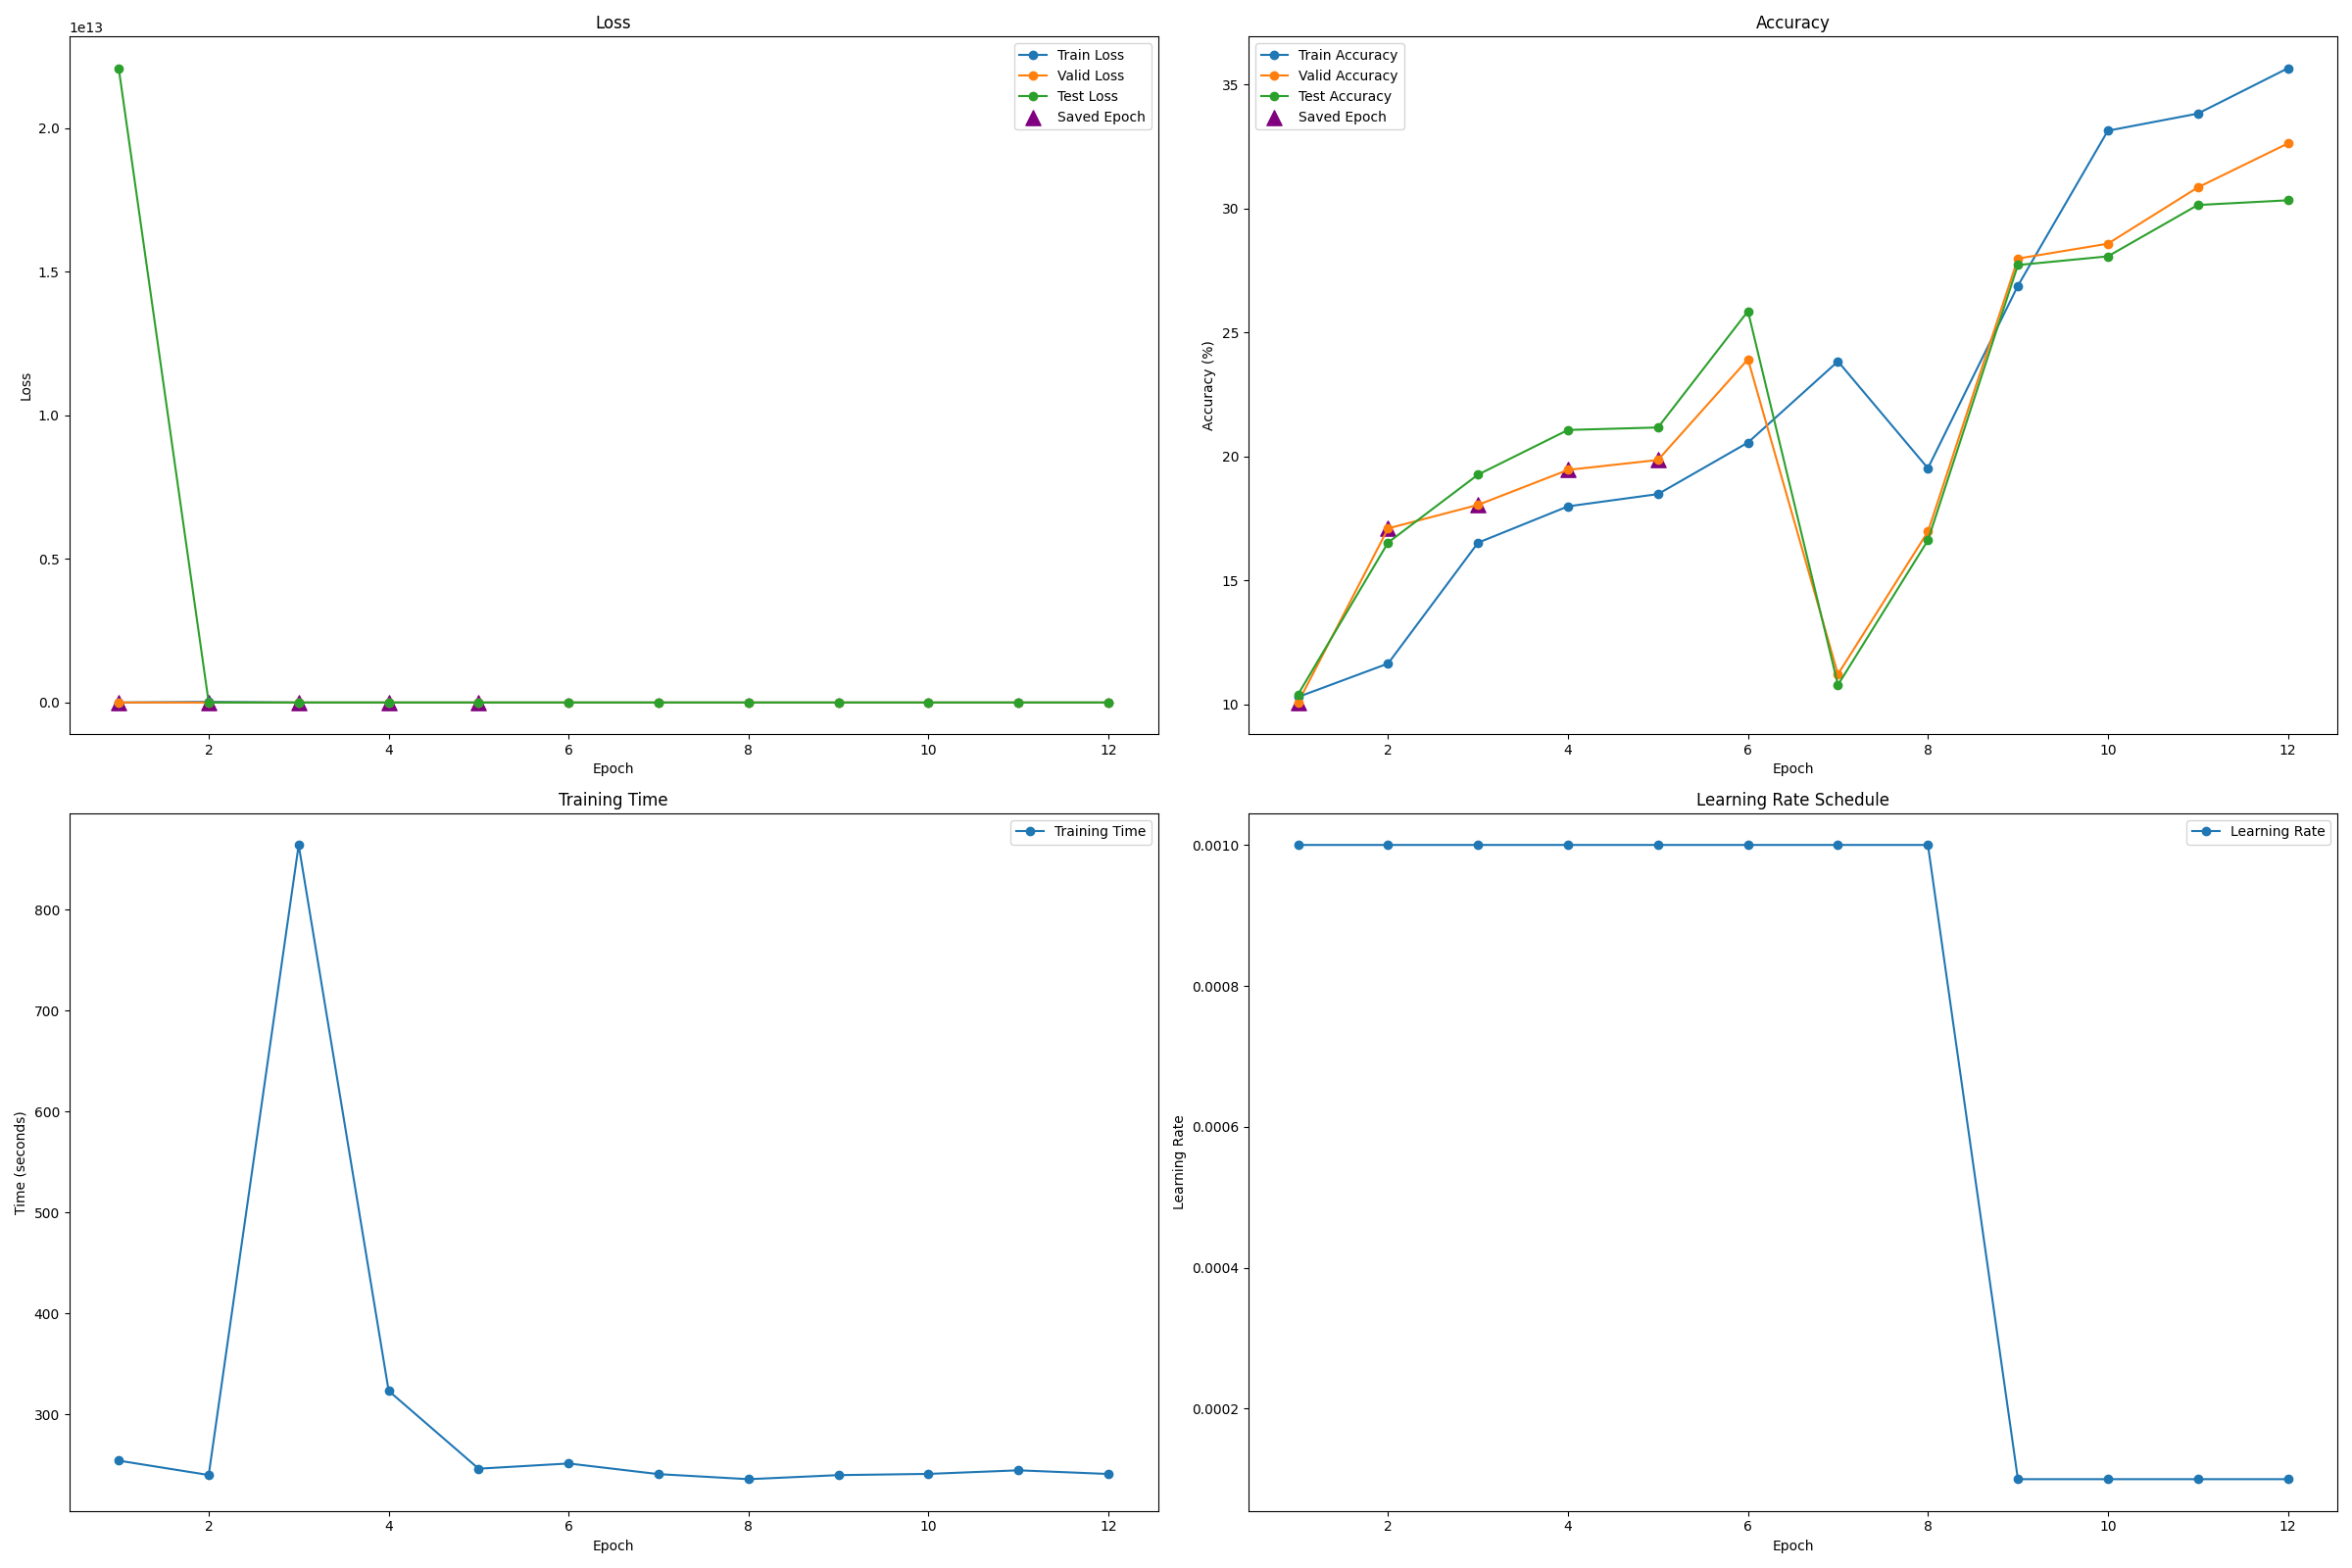 Loss
1e13
Train Loss
Valid Loss
Test Loss
Saved Epoch
2.0
1.5
1.0
0.5
0.0
Loss
2 4 6 8 10 12
Epoch
Accuracy
Train Accuracy
Valid Accuracy
Test Accuracy
Saved Epoch
35
30
25
20
15
10
Accuracy (%)
2 4 6 8 10 12
Epoch
Training Time
Training Time
800
700
600
500
400
300
Time (seconds)
2 4 6 8 10 12
Epoch
Learning Rate Schedule
Learning Rate
0.0010
0.0008
0.0006
0.0004
0.0002
Learning Rate
2 4 6 8 10 12
Epoch